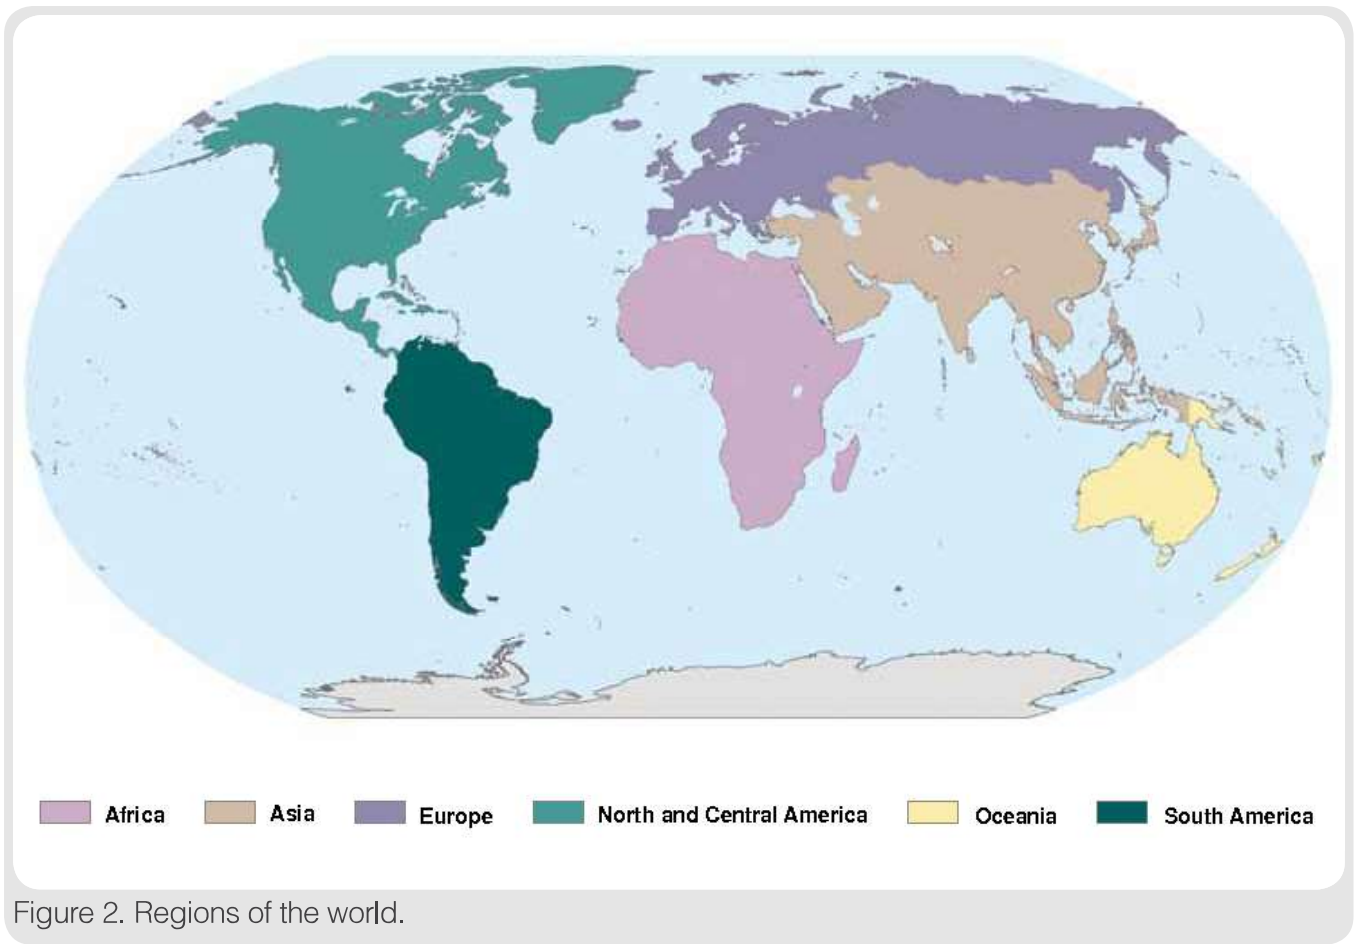 Africa Asia Europe North and Central America Oceania South America
Figure 2. Regions of the world.